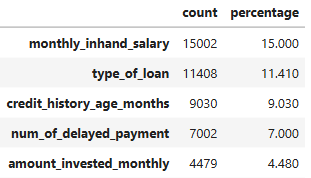 count percentage
monthly_inhand_salary 15002 15.000
type_of_loan 11408 11.410
credit_history_age_months 9030 9.030
num_of_delayed_payment 7002 7.000
amount_invested_monthly 4479 4.480